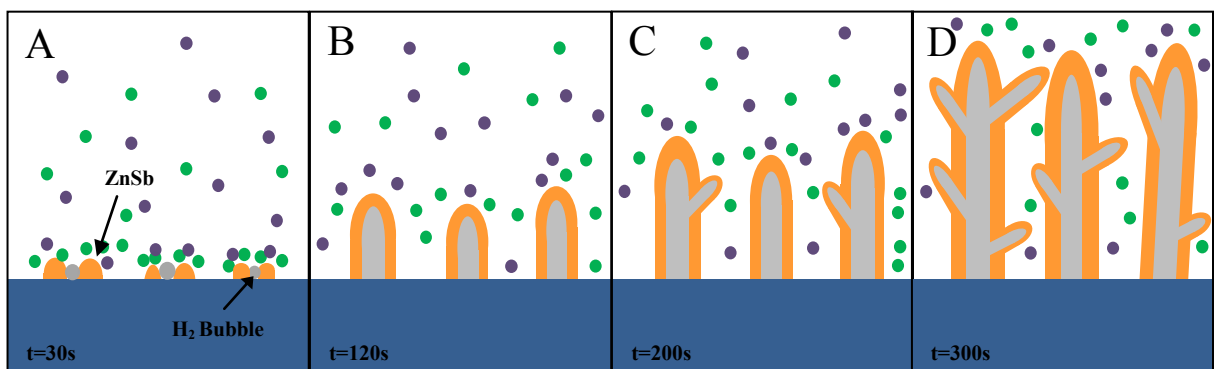 A
B
C
D
ZnSb
H₂ Bubble
t=30s
t=120s
t=200s
t=300s